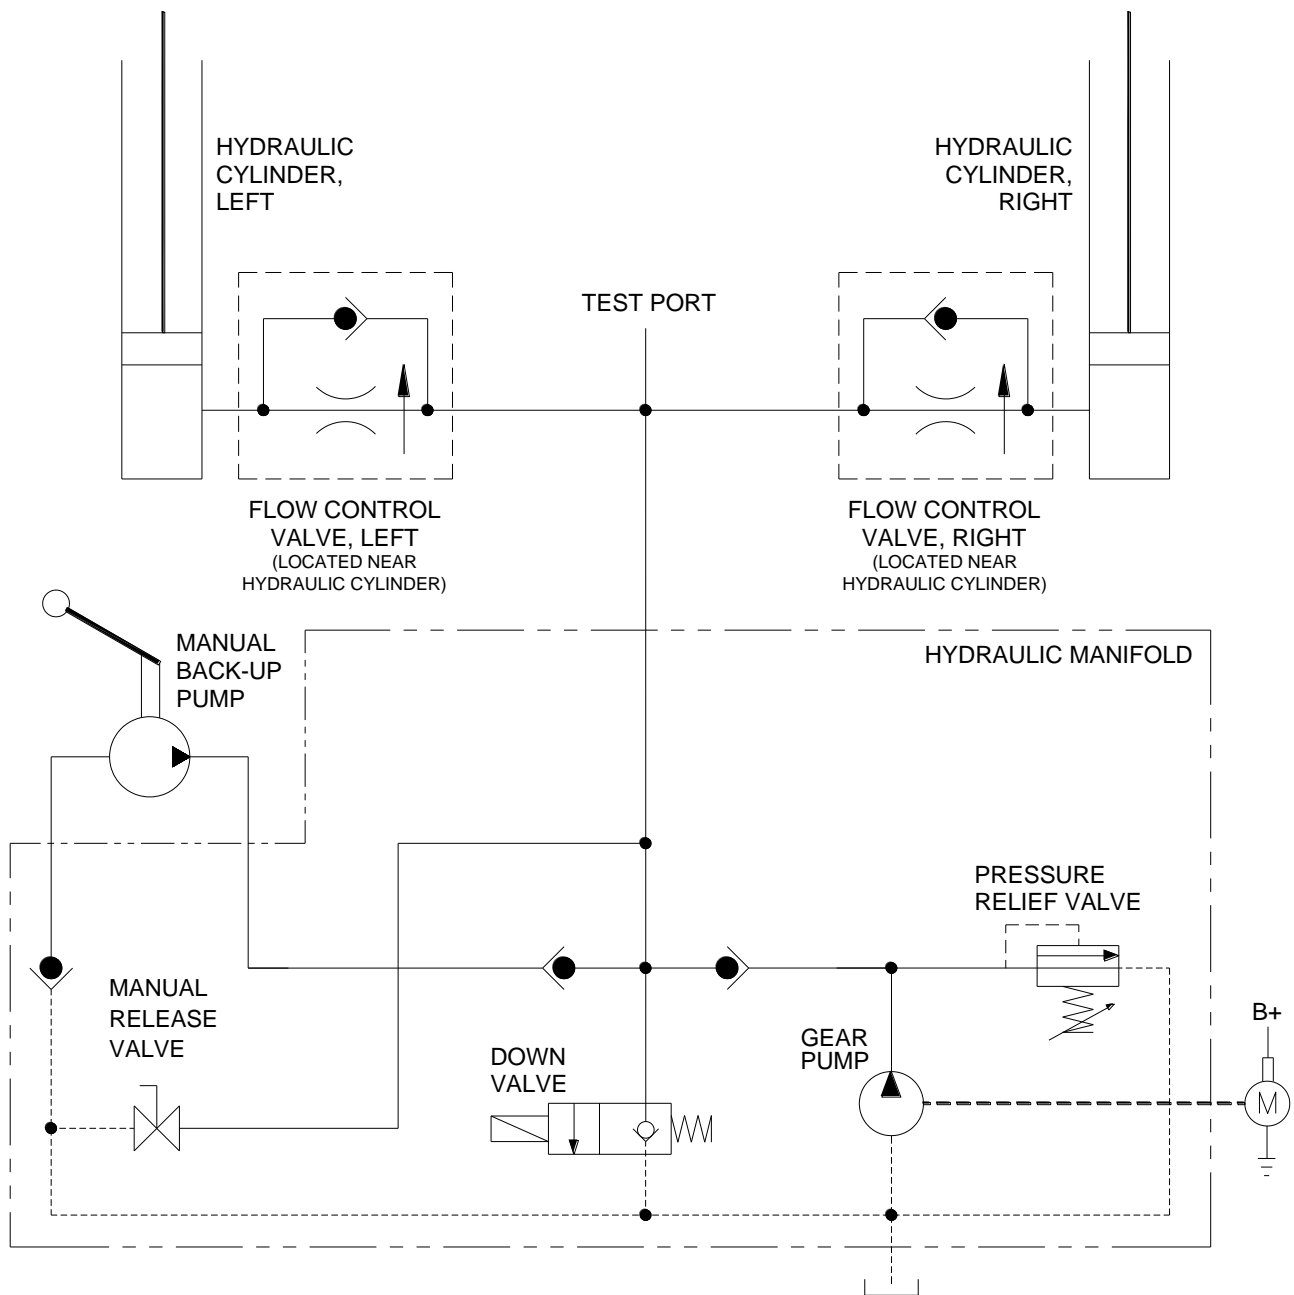 HYDRAULIC
CYLINDER,
LEFT
HYDRAULIC
CYLINDER,
RIGHT
TEST PORT
FLOW CONTROL
VALVE, LEFT
(LOCATED NEAR
HYDRAULIC CYLINDER)
FLOW CONTROL
VALVE, RIGHT
(LOCATED NEAR
HYDRAULIC CYLINDER)
MANUAL
BACK-UP
PUMP
HYDRAULIC MANIFOLD
PRESSURE
RELIEF VALVE
MANUAL
RELEASE
VALVE
DOWN
VALVE
GEAR
PUMP
B+
M